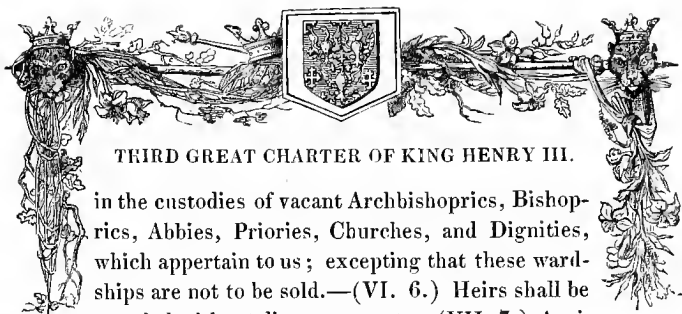 THIRD GREAT CHARTER OF KING HENRY III.
in the custodies of vacant Archbishoprics, Bishop-
rics, Abbies, Priories, Churches, and Dignities,
which appertain to us; excepting that these ward-
ships are not to be sold.—(VI. 6.) Heirs shall be